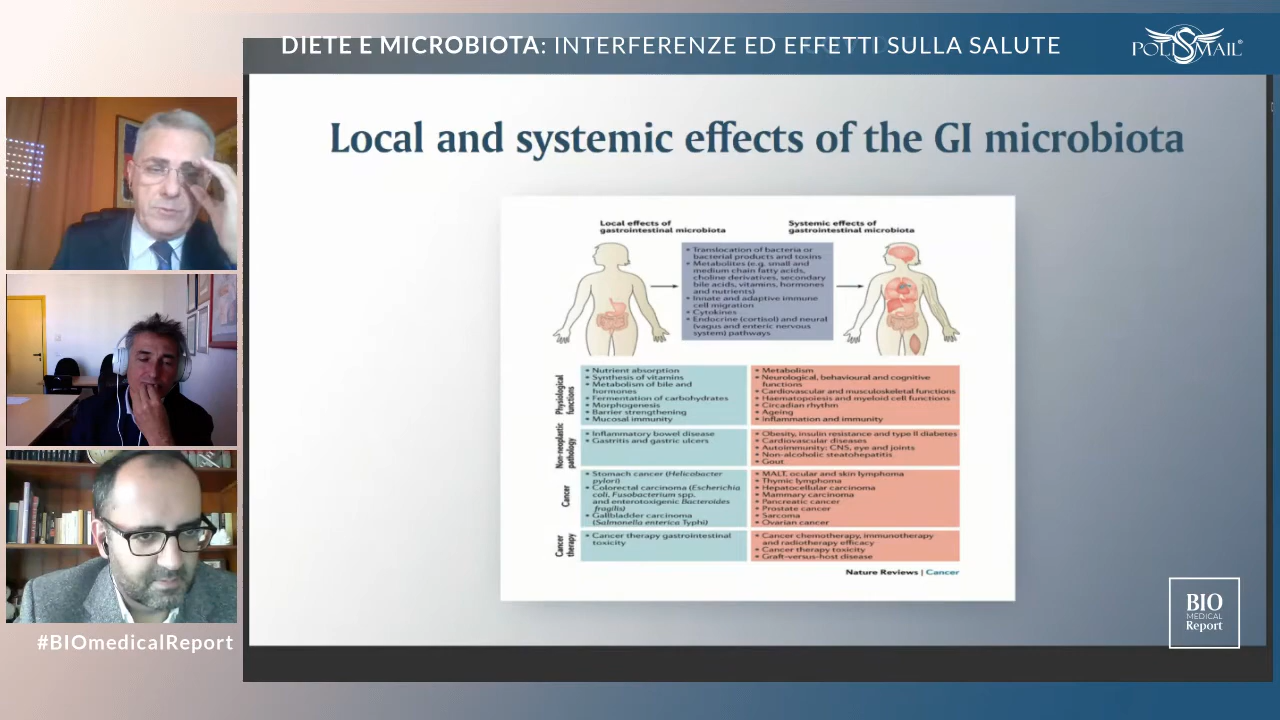 DIETE E MICROBIOTA: INTERFERENZE ED EFFETTI SULLA SALUTE
POLISMAIL®
Local and systemic effects of the GI microbiota
Local effects of
gastrointestinal microbiota
Systemic effects of
gastrointestinal microbiota
• Translocation of bacteria or
bacterial products and toxins
• Metabolites (e.g. small and
medium chain fatty acids,
choline derivatives, secondary
bile acids, vitamins, hormones
and nutrients)
• Innate and adaptive immune
cell migration
• Cytokines
• Endocrine (cortisol) and neural
(vagus and enteric nervous
system) pathways
Physiological
functions
• Nutrient absorption
• Synthesis of vitamins
• Metabolism of bile and
hormones
• Fermentation of carbohydrates
• Morphogenesis
• Barrier strengthening
• Mucosal immunity
• Metabolism
• Neurological, behavioural and cognitive
functions
• Cardiovascular and musculoskeletal functions
• Haematopoiesis and myeloid cell functions
• Circadian rhythm
• Ageing
• Inflammation and immunity
Non-neoplastic
pathology
• Inflammatory bowel disease
• Gastritis and gastric ulcers
• Obesity, insulin resistance and type II diabetes
• Cardiovascular diseases
• Autoimmunity: CNS, eye and joints
• Non-alcoholic steatohepatitis
• Gout
Cancer
• Stomach cancer (Helicobacter
pylori)
• Colorectal carcinoma (Escherichia
coli, Fusobacterium spp.
and enterotoxigenic Bacteroides
fragilis)
• Gallbladder carcinoma
(Salmonella enterica Typhi)
• MALT, ocular and skin lymphoma
• Thymic lymphoma
• Hepatocellular carcinoma
• Mammary carcinoma
• Pancreatic cancer
• Prostate cancer
• Sarcoma
• Ovarian cancer
Cancer
therapy
• Cancer therapy gastrointestinal
toxicity
• Cancer chemotherapy, immunotherapy
and radiotherapy efficacy
• Cancer therapy toxicity
• Graft-versus-host disease
Nature Reviews | Cancer
BIO
MEDICAL
Report
#BIOmedicalReport